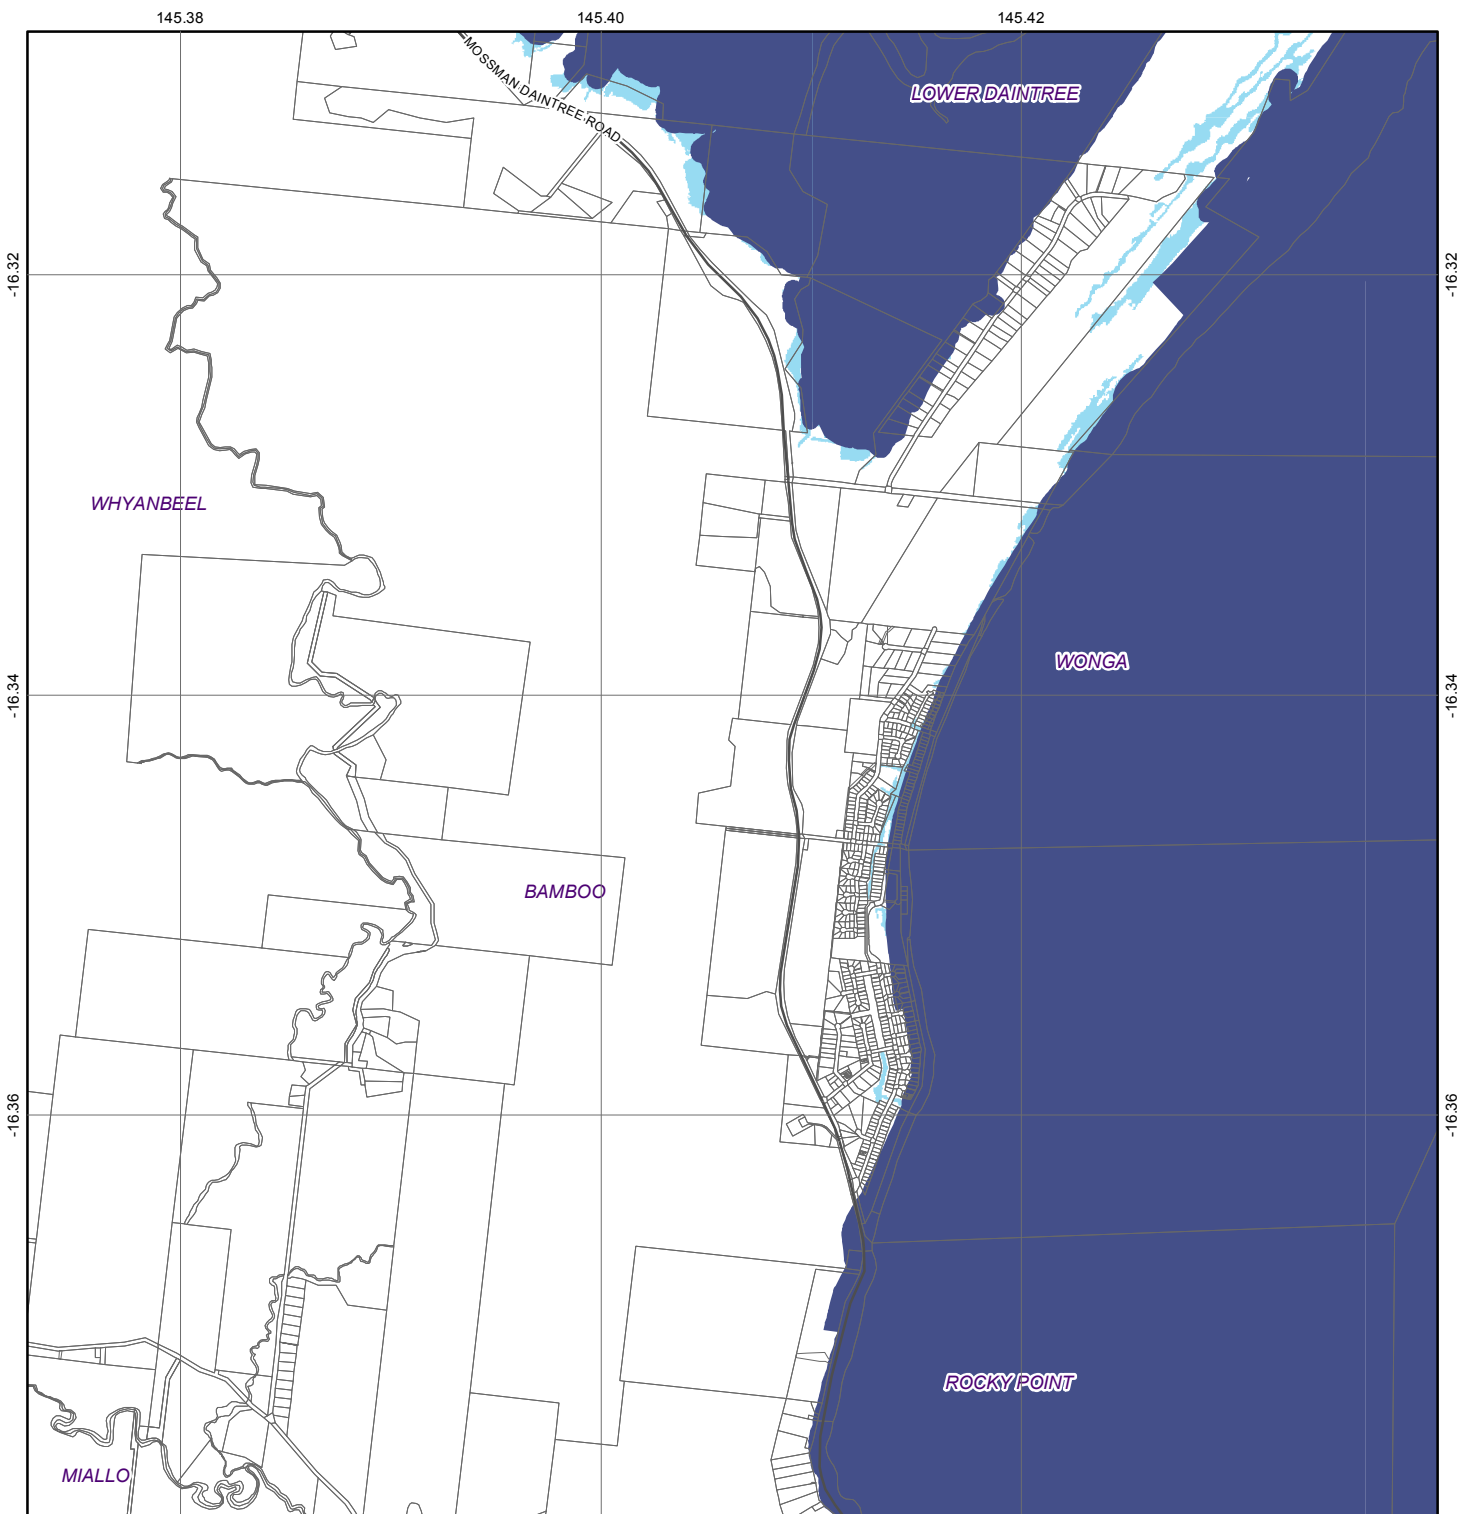 145.38
145.40
145.42
MOSSMAN DAINTREE ROAD
LOWER DAINTREE
-16.32
-16.32
WHYANBEEL
WONGA
-16.34
-16.34
BAMBOO
-16.36
-16.36
ROCKY POINT
MIALLO